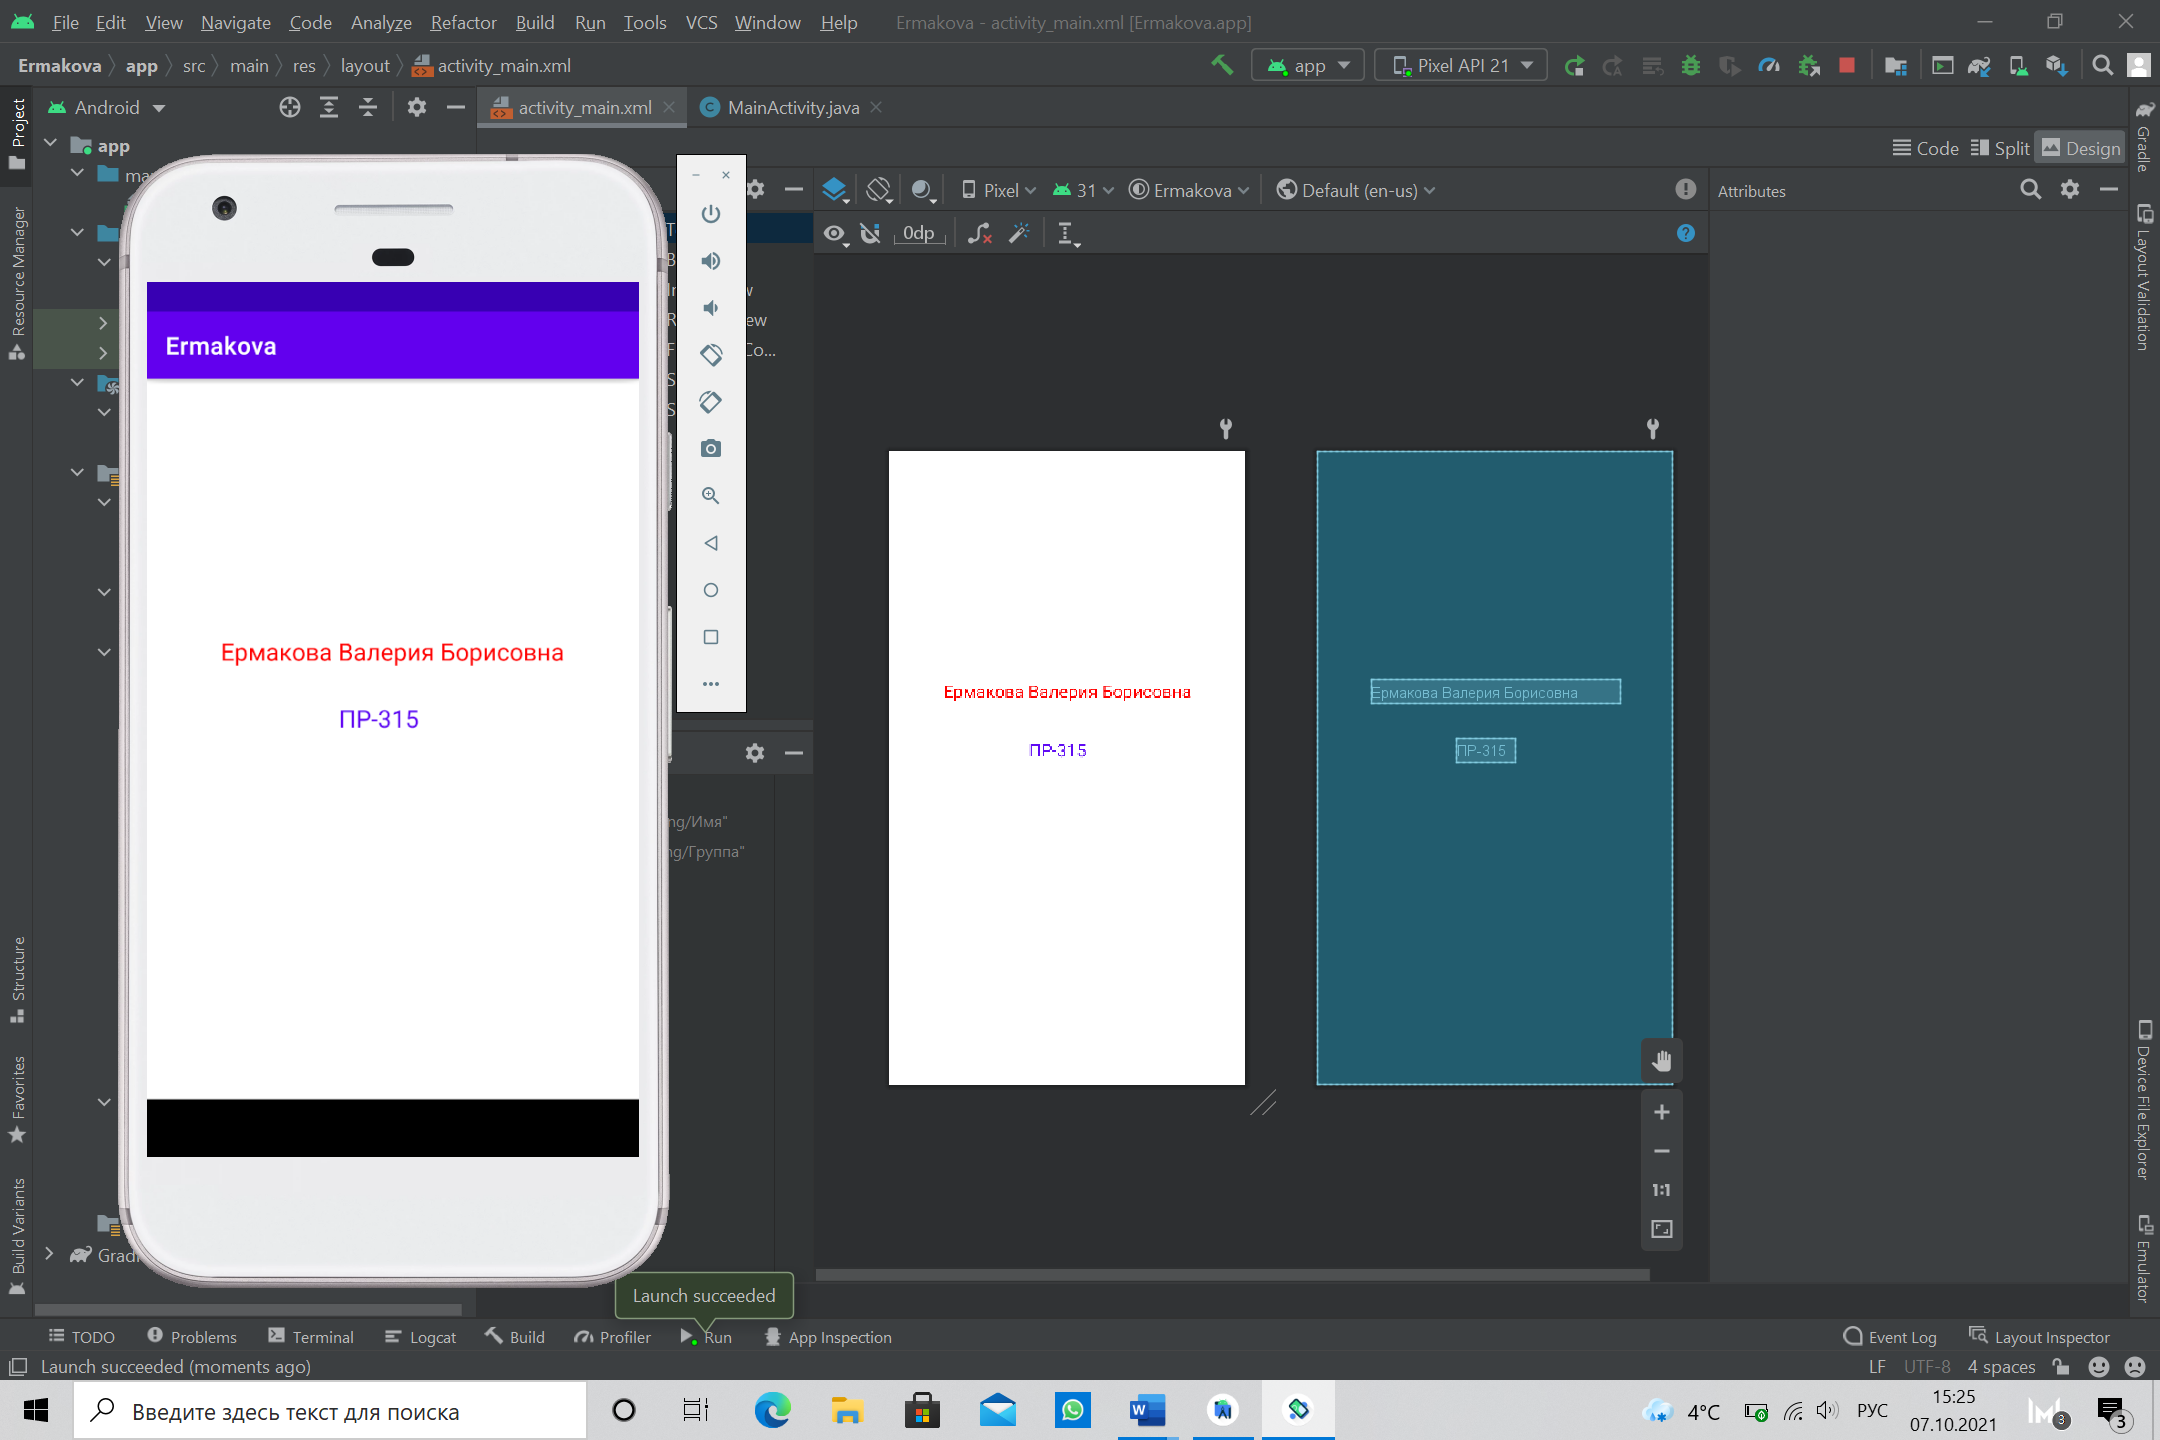 File Edit View Navigate Code Analyze Refactor Build Run Tools VCS Window Help Ermakova - activity_main.xml [Ermakova.app]
Ermakova app src main res layout activity_main.xml app Pixel API 21
Android activity_main.xml MainActivity.java
Code Split Design
Project
Resource Manager
Structure
Favorites
Build Variants
app
Pixel 31 Ermakova Default (en-us) Attributes
0dp
ew
Co...
Ermakova
Ермакова Валерия Борисовна
ПР-315
Ермакова Валерия Борисовна
ПР-315
Ермакова Валерия Борисовна
ПР-315
ng/Имя"
ng/Группа"
1:1
Gradle
Layout Validation
Device File Explorer
Emulator
Launch succeeded
TODO Problems Terminal Logcat Build Profiler Run App Inspection Event Log Layout Inspector
Launch succeeded (moments ago) LF UTF-8 4 spaces
Введите здесь текст для поиска 4°C РУС 15:25
07.10.2021
3
3